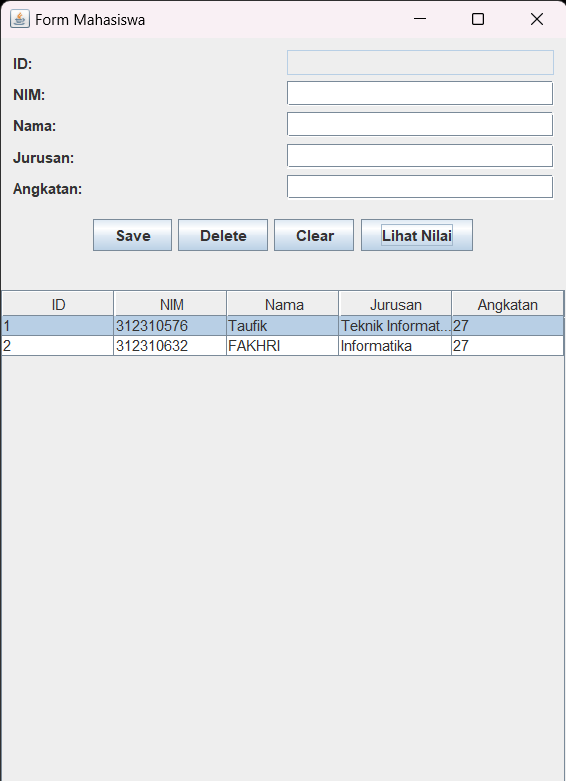 Form Mahasiswa
ID:
NIM:
Nama:
Jurusan:
Angkatan:
Save Delete Clear Lihat Nilai
ID NIM Nama Jurusan Angkatan
1 312310576 Taufik Teknik Informat... 27
2 312310632 FAKHRI Informatika 27